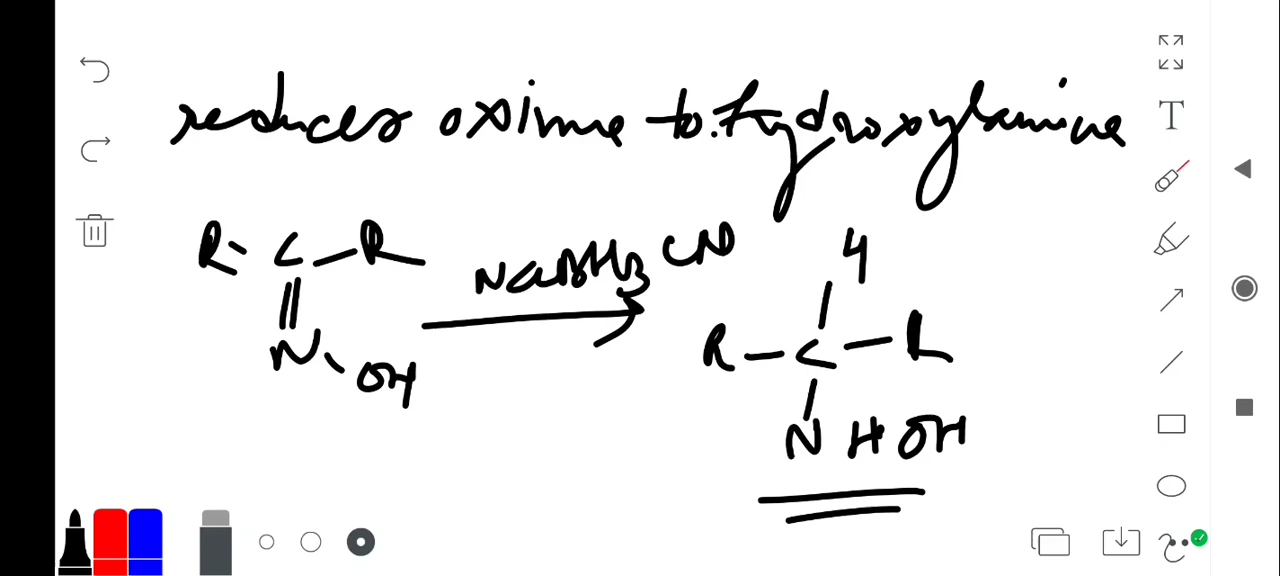 reduces oxime to hydroxylamine
R - C - R NaBH3CN
|| H
N - OH R - C - R
NHOH
T